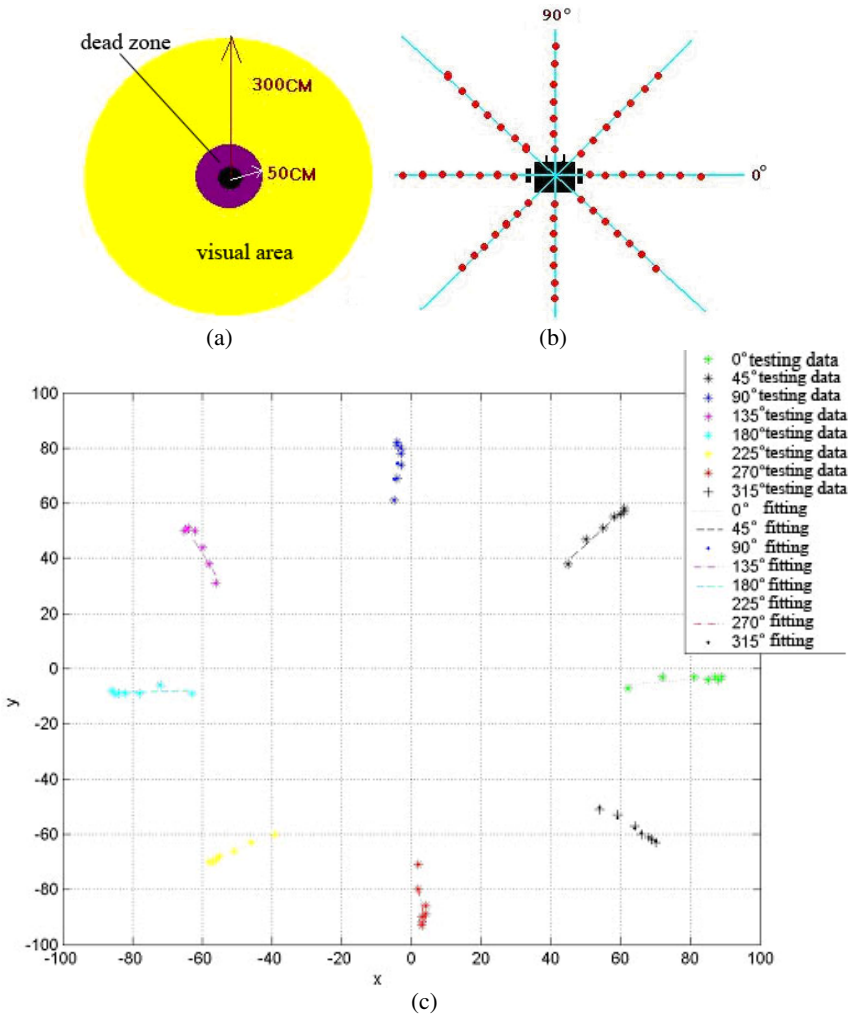 dead zone
300CM
50CM
visual area
(a)
90°
0°
(b)
0°testing data
45°testing data
90°testing data
135°testing data
180°testing data
225°testing data
270°testing data
315°testing data
0° fitting
45° fitting
90° fitting
135° fitting
180° fitting
225° fitting
270° fitting
315° fitting
100
80
60
40
20
0
-20
-40
-60
-80
-100
y
-100 -80 -60 -40 -20 0 20 40 60 80 100
x
(c)